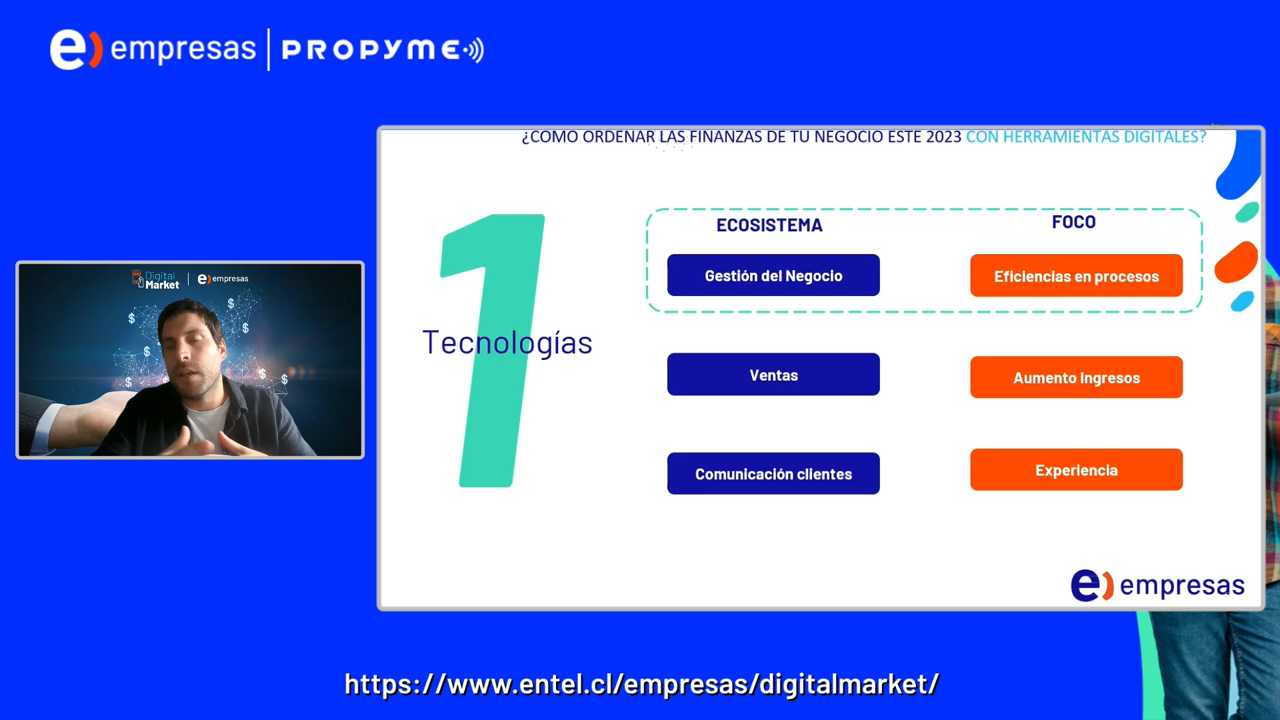 e) empresas | PROPYME
¿COMO ORDENAR LAS FINANZAS DE TU NEGOCIO ESTE 2023 CON HERRAMIENTAS DIGITALES?
Digital
Market
e) empresas
1
Tecnologías
ECOSISTEMA
FOCO
Gestión del Negocio
Eficiencias en procesos
Ventas
Aumento Ingresos
Comunicación clientes
Experiencia
e) empresas
https://www.entel.cl/empresas/digitalmarket/